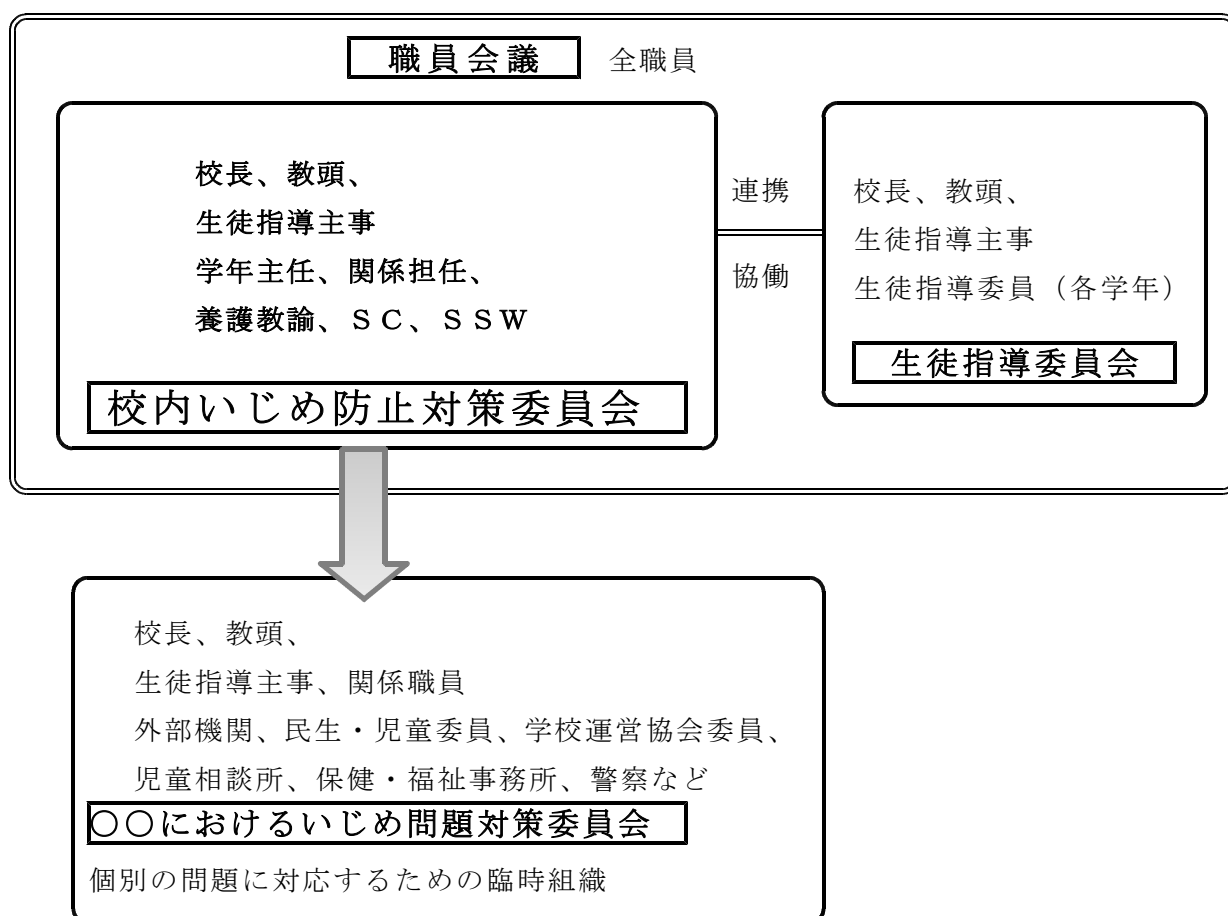 職員会議 全職員
校長、教頭、
生徒指導主事
学年主任、関係担任、
養護教諭、ＳＣ、ＳＳＷ
校内いじめ防止対策委員会
連携
協働
校長、教頭、
生徒指導主事
生徒指導委員（各学年）
生徒指導委員会
校長、教頭、
生徒指導主事、関係職員
外部機関、民生・児童委員、学校運営協会委員、
児童相談所、保健・福祉事務所、警察など
〇〇におけるいじめ問題対策委員会
個別の問題に対応するための臨時組織